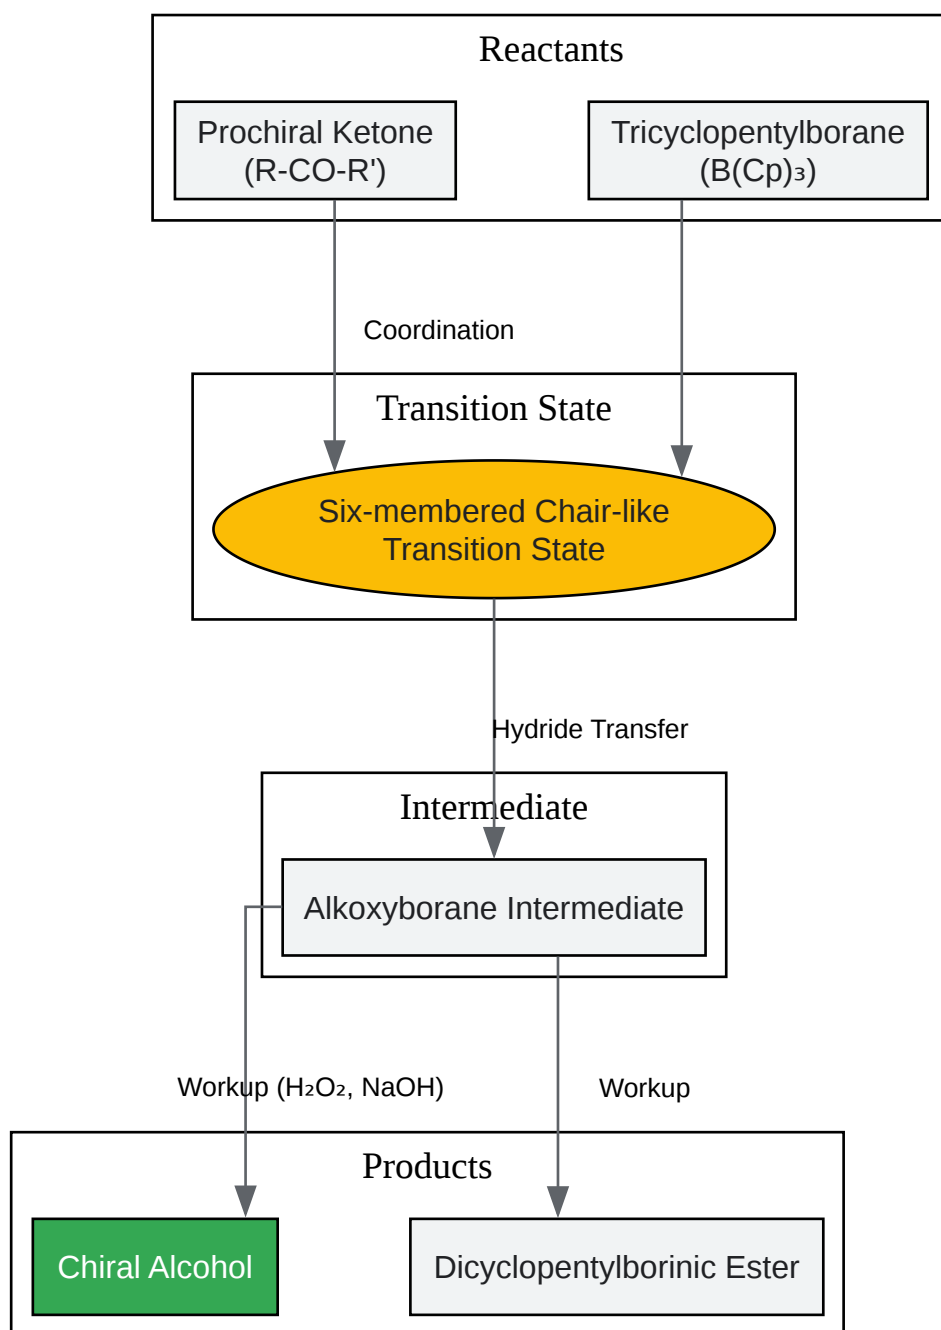 Reactants
Prochiral Ketone
(R-CO-R')
Tricyclopentylborane
(B(Cp)₃)
Coordination
Transition State
Six-membered Chair-like
Transition State
Hydride Transfer
Intermediate
Alkoxyborane Intermediate
Workup (H₂O₂, NaOH)
Workup
Products
Chiral Alcohol
Dicyclopentylborinic Ester